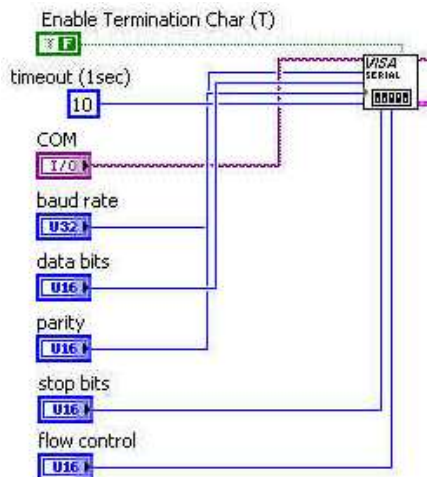 Enable Termination Char (T)
F
VISA
SERIAL
timeout (1sec)
10
COM
I/O
baud rate
U32
data bits
U16
parity
U16
stop bits
U16
flow control
U16